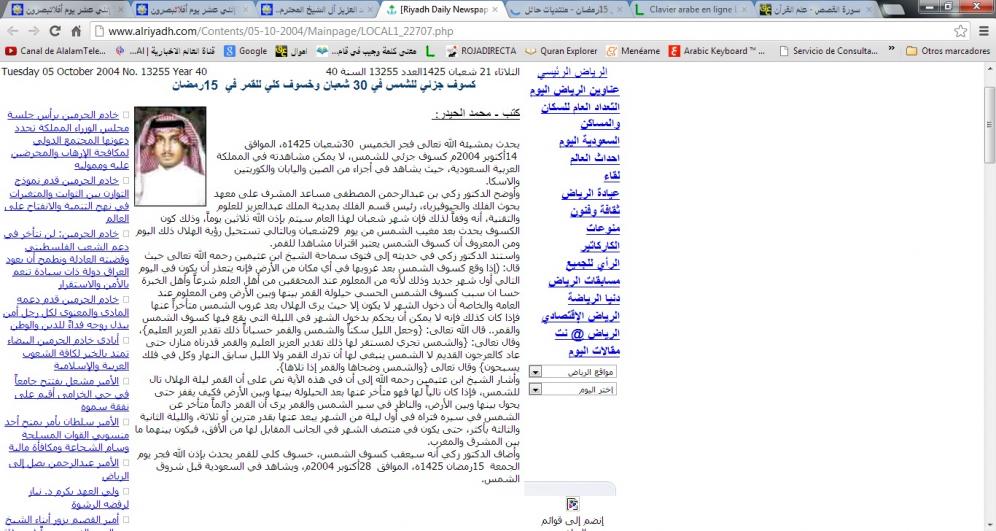 إنني عشر يوم أفلاتبصرون
إنني عشر يوم أفلاتبصرون
العزيز آل الشيخ المحترم...
[Riyadh Daily Newspap
15رمضان - منتديات حائل
Clavier arabe en ligne L
سورة القصص - علم القرآن
www.alriyadh.com/Contents/05-10-2004/Mainpage/LOCAL1_22707.php
Canal de AlalamTele...
AL | ...قناة العالم الاخبارية
Google
معنى كلمة وجيب في قام...
ROJADIRECTA
Quran Explorer
Menéame
Arabic Keyboard ™ ...
Servicio de Consulta...
Otros marcadores
Tuesday 05 October 2004 No. 13255 Year 40
الثلاثاء 21 شعبان 1425العدد 13255 السنة 40
كسوف جزئي للشمس في 30 شعبان وخسوف كلي للقمر في 15رمضان
كتب - محمد الحيدر:
يحدث بمشيئة الله تعالى فجر الخميس 30شعبان 1425ه، الموافق
14أكتوبر 2004م كسوف جزئي للشمس، لا يمكن مشاهدته في المملكة
العربية السعودية، حيث يشاهد في أجزاء من الصين واليابان والكوريتين
والاسكا.
وأوضح الدكتور زكي بن عبدالرحمن المصطفى مساعد المشرف على معهد
بحوث الفلك والجيوفيزياء، رئيس قسم الفلك بمدينة الملك عبدالعزيز للعلوم
والتقنية، أنه وفقاً لذلك فإن شهر شعبان لهذا العام سيتم بإذن الله ثلاثين يوماً، وذلك كون
الكسوف يحدث بعد مغيب الشمس من يوم 29شعبان وبالتالي تستحيل رؤية الهلال ذلك اليوم
ومن المعروف أن كسوف الشمس يعتبر اقترانا مشاهدا للقمر.
واستند الدكتور زكي في حديثه إلى فتوى سماحة الشيخ ابن عثيمين رحمه الله تعالى حيث
قال: (إذا وقع كسوف الشمس بعد غروبها في أي مكان من الأرض فإنه يتعذر أن يكون في اليوم
التالي أول شهر جديد وذلك لأنه من المعلوم عند المحققين من أهل العلم شرعاً وأهل الخبرة
حسا ان سبب كسوف الشمس الحسي حيلولة القمر بينها وبين الأرض ومن المعلوم عند
العامة والخاصة أن دخول الشهر لا يكون إلا حيث يرى الهلال بعد غروب الشمس متأخراً عنها
فإذا كان كذلك فإنه لا يمكن أن يحكم بدخول الشهر في الليلة التي يقع فيها كسوف الشمس
والقمر.. قال الله تعالى: {وجعل الليل سكناً والشمس والقمر حسباناً ذلك تقدير العزيز العليم}،
وقال تعالى: {والشمس تجري لمستقر لها ذلك تقدير العزيز العليم والقمر قدرناه منازل حتى
عاد كالعرجون القديم لا الشمس ينبغي لها أن تدرك القمر ولا الليل سابق النهار وكل في فلك
يسبحون} وقال تعالى {والشمس وضحاها والقمر إذا تلاها}.
وأشار الشيخ ابن عثيمين رحمه الله إلى أن في هذه الآية نص على أن القمر ليلة الهلال تال
للشمس، فإذا كان تالياً لها فهو متأخر عنها بعد الحيلولة بينها وبين الأرض فكيف يقفز حتى
يحول بينها وبين الأرض، والناظر في سير الشمس والقمر يرى أن القمر دائماً متأخر عن
الشمس في سيره فتراه في أول ليلة من الشهر يبعد عنها بقدر مترين أو ثلاثة، والليلة الثانية
والثالثة بأكثر، حتى يكون في منتصف الشهر في الجانب المقابل لها من الأفق، فيكون بينهما ما
بين المشرق والمغرب.
وأضاف الدكتور زكي أنه سيعقب كسوف الشمس، خسوف كلي للقمر يحدث بإذن الله فجر يوم
الجمعة 15رمضان 1425ه، الموافق 28أكتوبر 2004م، ويشاهد في السعودية قبل شروق
الشمس.
الرياض الرئيسي
عناوين الرياض اليوم
التعداد العام للسكان
والمساكن
السعودية اليوم
احداث العالم
لقاء
عيادة الرياض
ثقافة وفنون
منوعات
الكاركاتير
الرأي للجميع
مسابقات الرياض
دنيا الرياضة
الرياض الإقتصادي
الرياض @ نت
مقالات اليوم
مواقع الرياض
اختر اليوم
إنضم إلى قوائم
خادم الحرمين يرأس جلسة
مجلس الوزراء المملكة تجدد
دعوتها المجتمع الدولي
لمكافحة الإرهاب والمحرضين
عليه ومموليه
خادم الحرمين قدم نموذج
التوازن بين الثوابت والمتغيرات
في نهج التنمية والانفتاح على
العالم
خادم الحرمين: لن نتأخر في
دعم الشعب الفلسطيني
وقضيته العادلة ونطمح أن يعود
العراق دولة ذات سيادة تنعم
بالأمن والاستقرار
خادم الحرمين قدم دعمه
المادي والمعنوي لكل رجل أمن
يبذل روحه فداءً للدين والوطن
أيادي خادم الحرمين البيضاء
تمتد بالخير لكافة الشعوب
العربية والإسلامية
الأمير مشعل يفتتح جامعاً
في حي الخزامى أقيم على
نفقة سموه
الأمير سلطان يأمر بمنح أحد
منسوبي القوات المسلحة
وسام الشجاعة ومكافأة مالية
الأمير عبدالرحمن يصل إلى
الرياض
ولي العهد يكرم د. نيار
لرفضه الرشوة
أمير القصيم يزور أبناء الشيخ